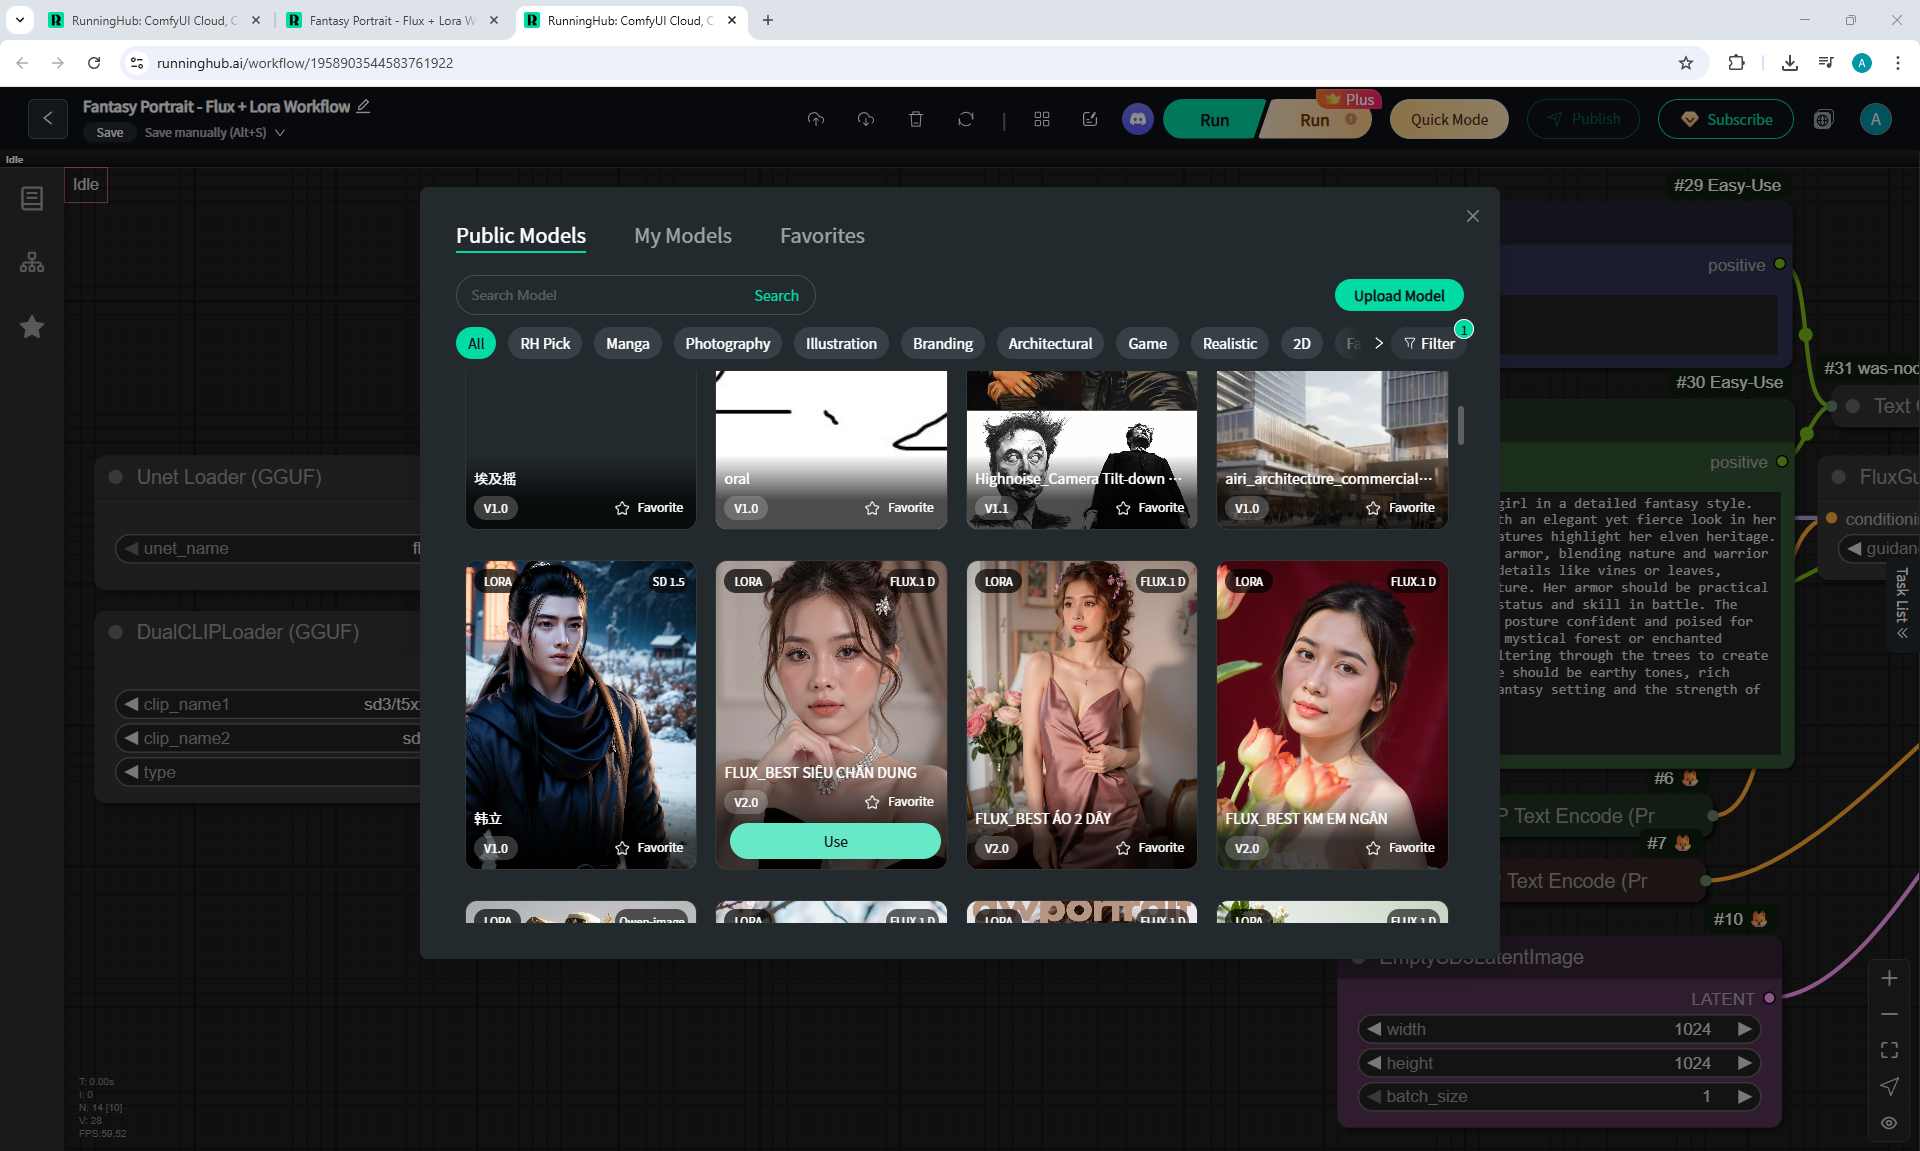 RunningHub: ComfyUI Cloud, C
Fantasy Portrait - Flux + Lora W
RunningHub: ComfyUI Cloud, C
runninghub.ai/workflow/1958903544583761922
A
Fantasy Portrait - Flux + Lora Workflow
Save
Save manually (Alt+S)
Run
Run
Plus
Quick Mode
Publish
Subscribe
A
Idle
Idle
Public Models
My Models
Favorites
Search Model
Search
Upload Model
All
RH Pick
Manga
Photography
Illustration
Branding
Architectural
Game
Realistic
2D
Fa
Filter
1
埃及摇
V1.0
Favorite
oral
V1.0
Favorite
Highnoise_Camera Tilt-down ···
V1.1
Favorite
airi_architecture_commercial···
V1.0
Favorite
LORA
SD 1.5
韩立
V1.0
Favorite
LORA
FLUX.1 D
FLUX_BEST SIÊU CHÂN DUNG
V2.0
Favorite
Use
LORA
FLUX.1 D
FLUX_BEST ÁO 2 DÂY
V2.0
Favorite
LORA
FLUX.1 D
FLUX_BEST KM EM NGÂN
V2.0
Favorite
LORA
Qwen-image
LORA
FLUX.1 D
LORA
FLUX.1 D
LORA
FLUX.1 D
Unet Loader (GGUF)
unet_name
fl
DualCLIPLoader (GGUF)
clip_name1
sd3/t5x
clip_name2
sd
type
#29 Easy-Use
positive
#30 Easy-Use
positive
girl in a detailed fantasy style.
th an elegant yet fierce look in her
atures highlight her elven heritage.
armor, blending nature and warrior
details like vines or leaves,
ture. Her armor should be practical
status and skill in battle. The
posture confident and poised for
mystical forest or enchanted
ltering through the trees to create
e should be earthy tones, rich
antasy setting and the strength of
#31 was-nod
Text
FluxGu
conditioni
guidan
Task List
#6
P Text Encode (Pr
#7
Text Encode (Pr
#10
EmptySD3LatentImage
LATENT
width
1024
height
1024
batch_size
1
T: 0.00s
I: 0
N: 14 [10]
V: 28
FPS:59.52